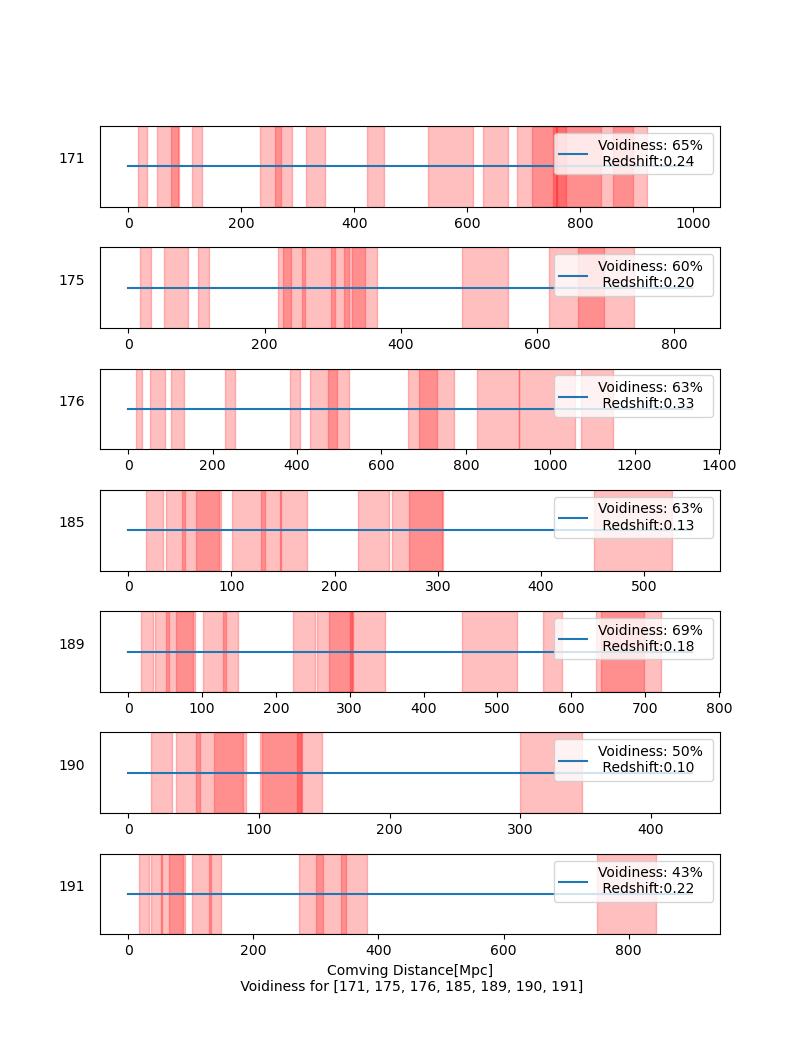 171
Voidiness: 65%
Redshift:0.24
0 200 400 600 800 1000
175
Voidiness: 60%
Redshift:0.20
0 200 400 600 800
176
Voidiness: 63%
Redshift:0.33
0 200 400 600 800 1000 1200 1400
185
Voidiness: 63%
Redshift:0.13
0 100 200 300 400 500
189
Voidiness: 69%
Redshift:0.18
0 100 200 300 400 500 600 700 800
190
Voidiness: 50%
Redshift:0.10
0 100 200 300 400
191
Voidiness: 43%
Redshift:0.22
0 200 400 600 800
Comving Distance[Mpc]
Voidiness for [171, 175, 176, 185, 189, 190, 191]